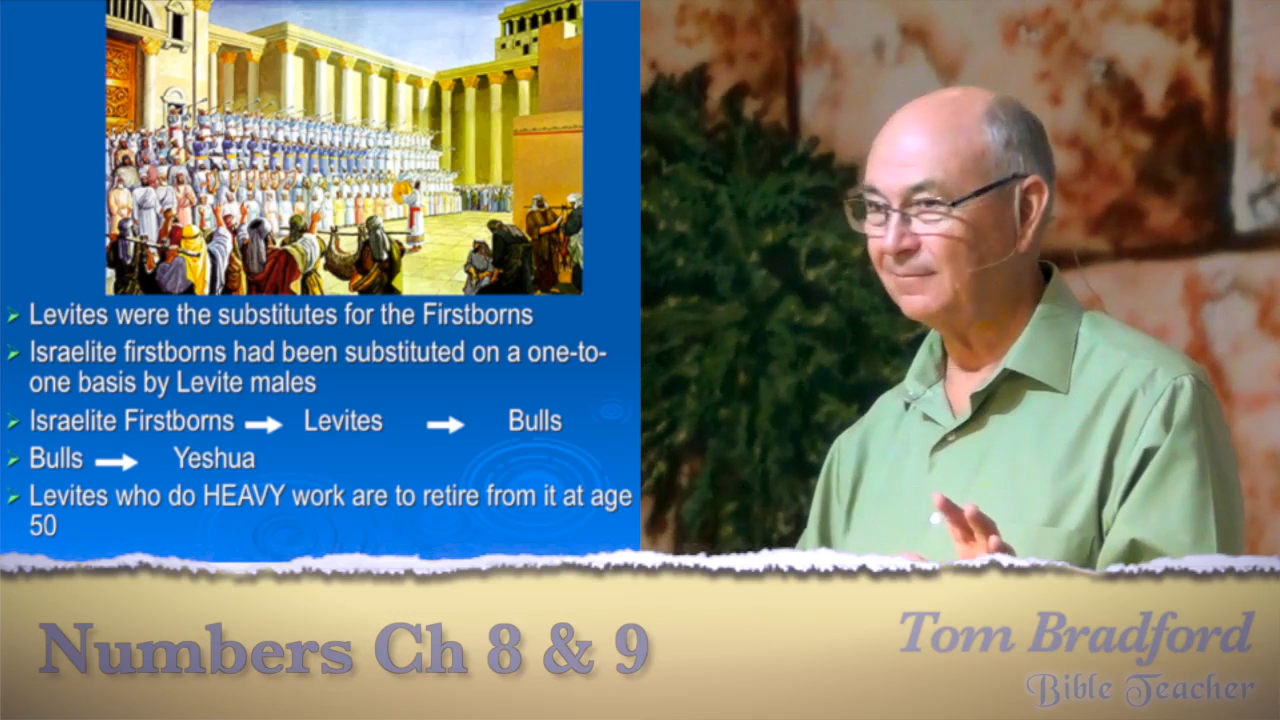 Levites were the substitutes for the Firstborns
Israelite firstborns had been substituted on a one-to-
one basis by Levite males
Israelite Firstborns → Levites → Bulls
Bulls → Yeshua
Levites who do HEAVY work are to retire from it at age
50
Numbers Ch 8 & 9
Tom Bradford
Bible Teacher